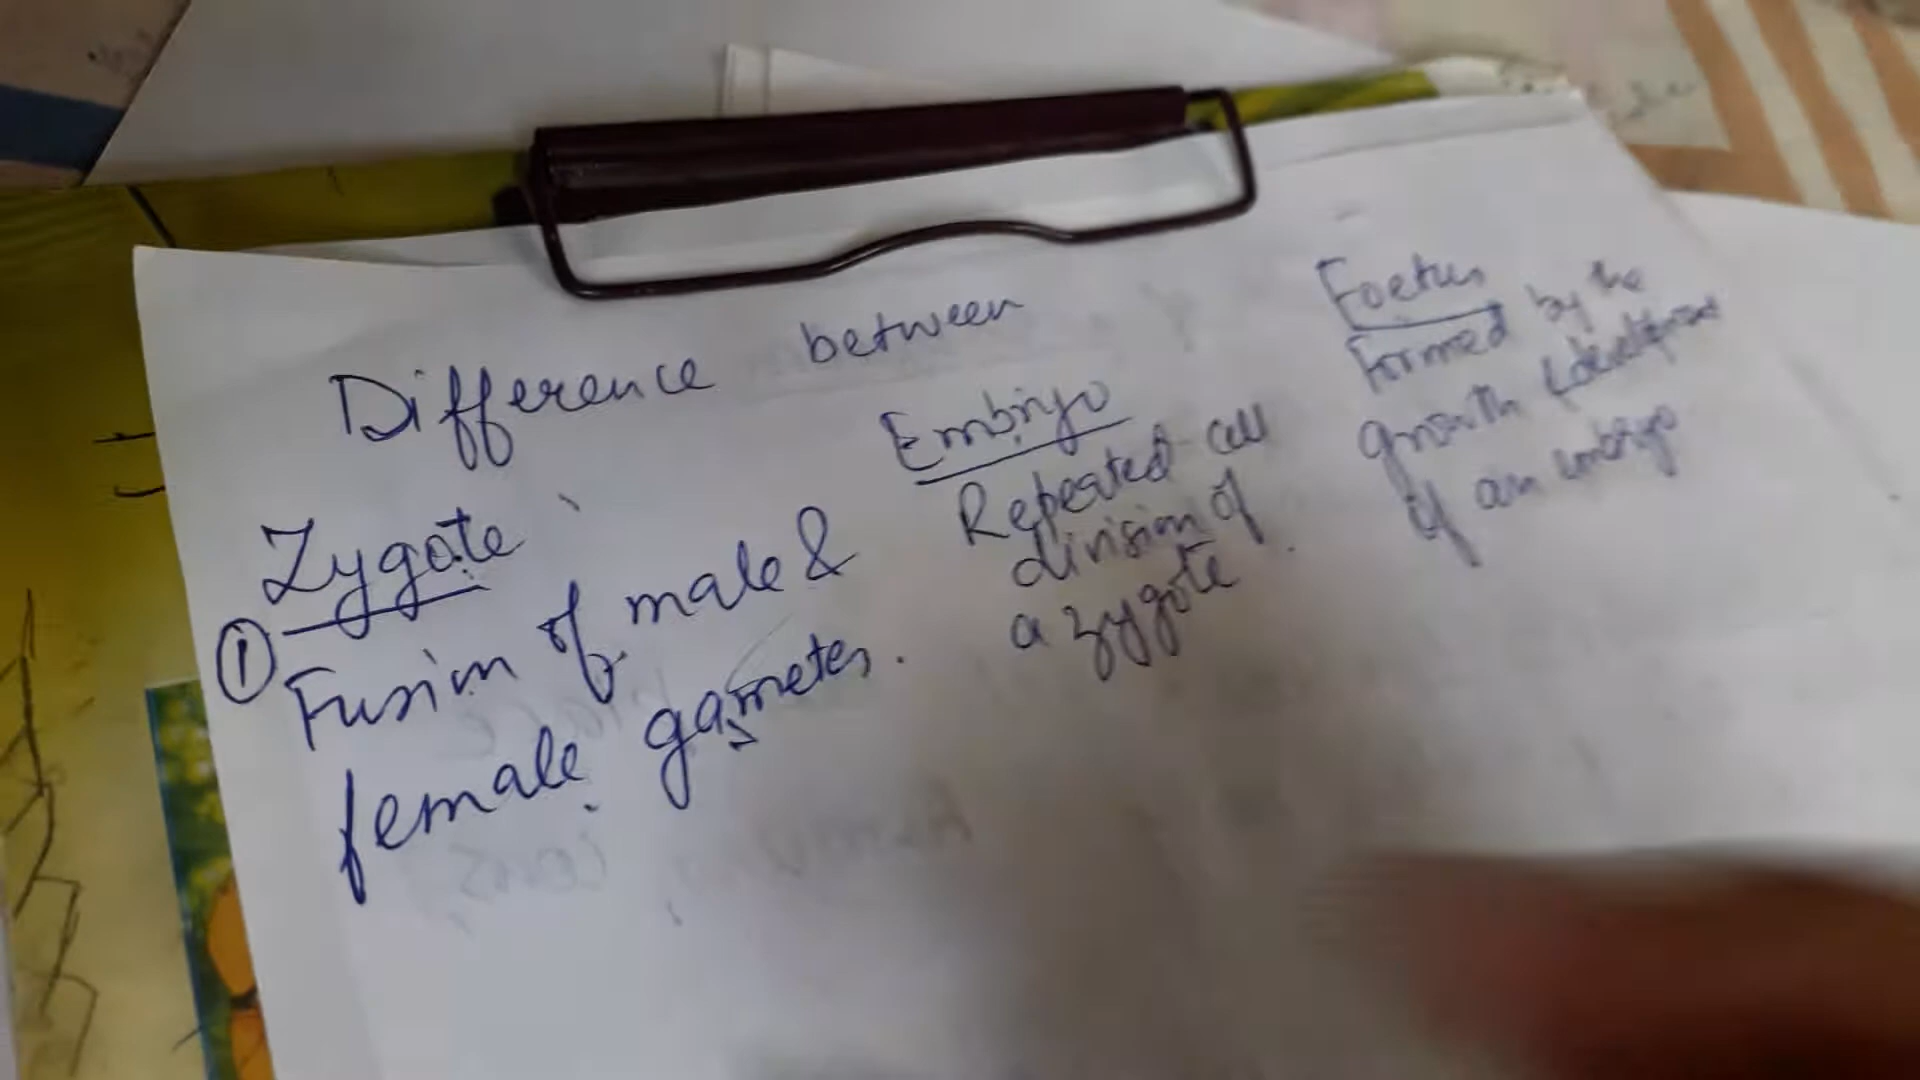 Difference between
Zygote
① Fusion of male &
female gametes.
Embryo
Repeated cell
division of
a zygote.
Foetus
Formed by the
growth & development
of an embryo